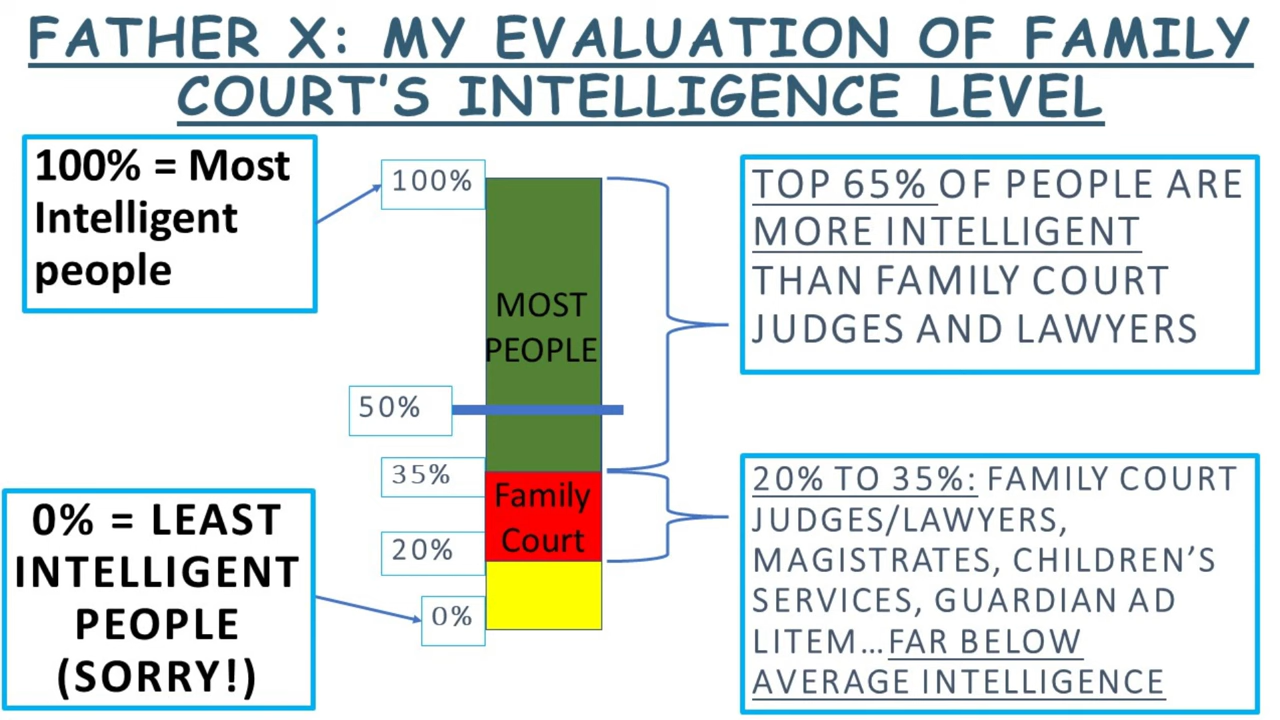 FATHER X: MY EVALUATION OF FAMILY
COURT'S INTELLIGENCE LEVEL
100% = Most
Intelligent
people
100%
MOST
PEOPLE
50%
35%
Family
Court
20%
0%
0% = LEAST
INTELLIGENT
PEOPLE
(SORRY!)
TOP 65% OF PEOPLE ARE
MORE INTELLIGENT
THAN FAMILY COURT
JUDGES AND LAWYERS
20% TO 35%: FAMILY COURT
JUDGES/LAWYERS,
MAGISTRATES, CHILDREN’S
SERVICES, GUARDIAN AD
LITEM…FAR BELOW
AVERAGE INTELLIGENCE